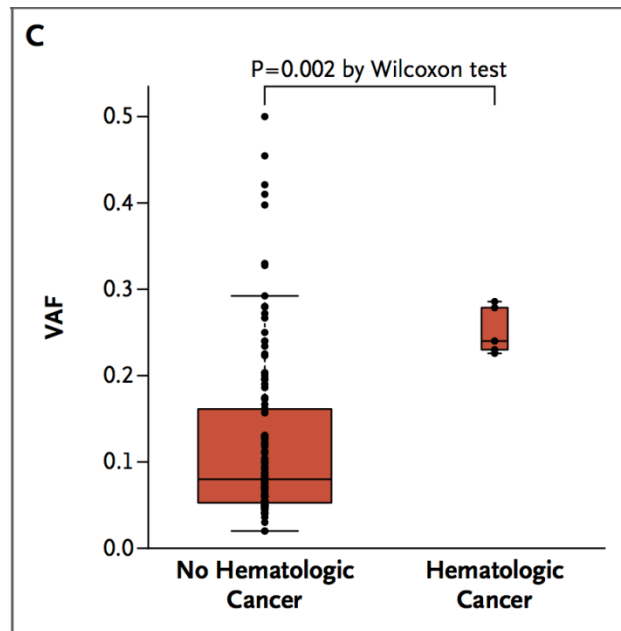 C
P=0.002 by Wilcoxon test
0.5
0.4
0.3
0.2
0.1
0.0
VAF
No Hematologic
Cancer
Hematologic
Cancer